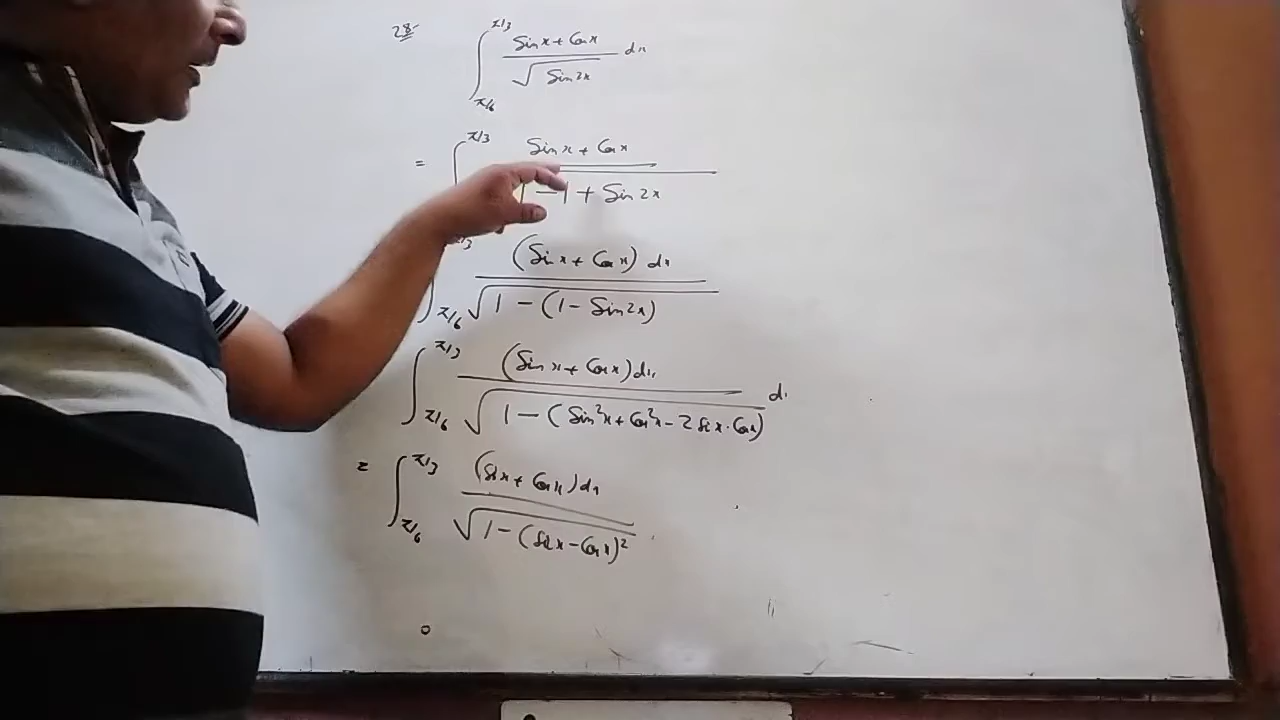 28- ∫_{π/6}^{π/3} (Sin x + Cos x)/√(Sin 2x) dx
= ∫^{π/3} (Sin x + Cos x)/√(-1 + Sin 2x)
∫_{π/6}^{π/3} (Sin x + Cos x) dx/√(1 - (1 - Sin 2x))
∫_{π/6}^{π/3} (Sin x + Cos x) dx/√(1 - (Sin²x + Cos²x - 2 Sin x · Cos x)) d
= ∫_{π/6}^{π/3} (Sin x + Cos x) dx/√(1 - (Sin x - Cos x)²)